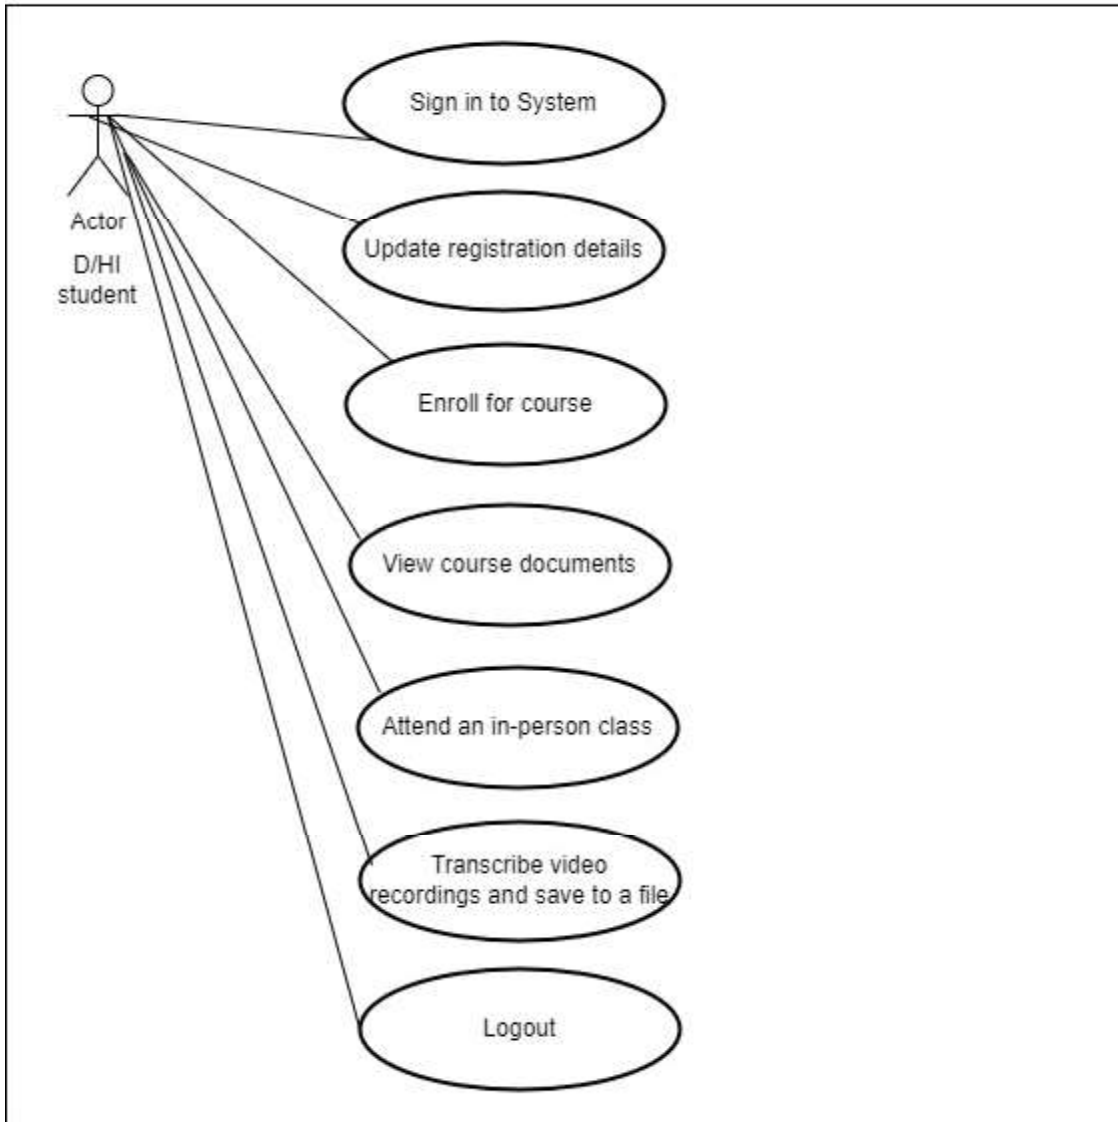 Sign in to System
Actor
D/HI
student
Update registration details
Enroll for course
View course documents
Attend an in-person class
Transcribe video
recordings and save to a file
Logout